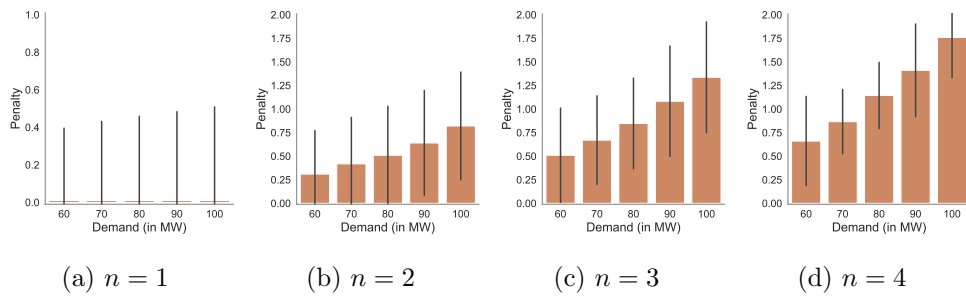 1.0
0.8
0.6
0.4
0.2
0.0
Penalty
60 70 80 90 100
Demand (in MW)
(a) n = 1
2.00
1.75
1.50
1.25
1.00
0.75
0.50
0.25
0.00
Penalty
60 70 80 90 100
Demand (in MW)
(b) n = 2
2.00
1.75
1.50
1.25
1.00
0.75
0.50
0.25
0.00
Penalty
60 70 80 90 100
Demand (in MW)
(c) n = 3
2.00
1.75
1.50
1.25
1.00
0.75
0.50
0.25
0.00
Penalty
60 70 80 90 100
Demand (in MW)
(d) n = 4